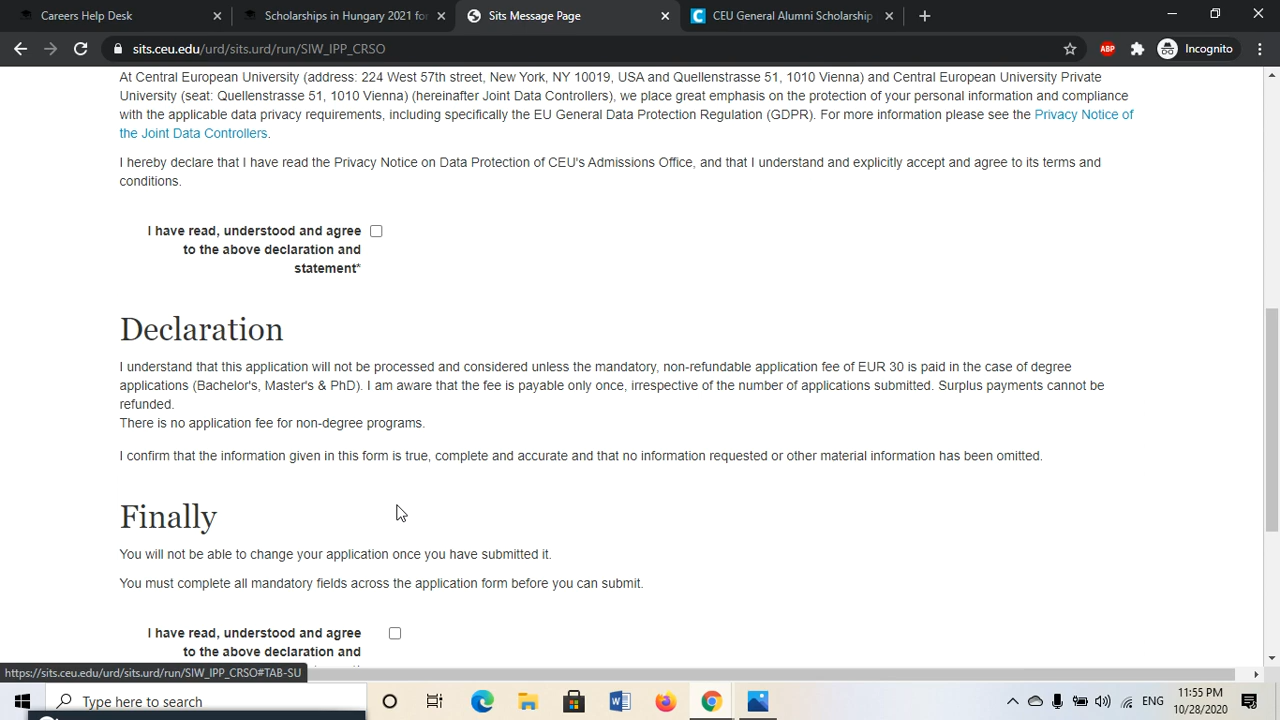 Careers Help Desk
Scholarships in Hungary 2021 for
Sits Message Page
CEU General Alumni Scholarship
sits.ceu.edu/urd/sits.urd/run/SIW_IPP_CRSO
ABP
Incognito
At Central European University (address: 224 West 57th street, New York, NY 10019, USA and Quellenstrasse 51, 1010 Vienna) and Central European University Private
University (seat: Quellenstrasse 51, 1010 Vienna) (hereinafter Joint Data Controllers), we place great emphasis on the protection of your personal information and compliance
with the applicable data privacy requirements, including specifically the EU General Data Protection Regulation (GDPR). For more information please see the Privacy Notice of
the Joint Data Controllers.
I hereby declare that I have read the Privacy Notice on Data Protection of CEU's Admissions Office, and that I understand and explicitly accept and agree to its terms and
conditions.
I have read, understood and agree
to the above declaration and
statement*
Declaration
I understand that this application will not be processed and considered unless the mandatory, non-refundable application fee of EUR 30 is paid in the case of degree
applications (Bachelor's, Master's & PhD). I am aware that the fee is payable only once, irrespective of the number of applications submitted. Surplus payments cannot be
refunded.
There is no application fee for non-degree programs.
I confirm that the information given in this form is true, complete and accurate and that no information requested or other material information has been omitted.
Finally
You will not be able to change your application once you have submitted it.
You must complete all mandatory fields across the application form before you can submit.
I have read, understood and agree
to the above declaration and
https://sits.ceu.edu/urd/sits.urd/run/SIW_IPP_CRSO#TAB-SU
Type here to search
ENG
11:55 PM
10/28/2020